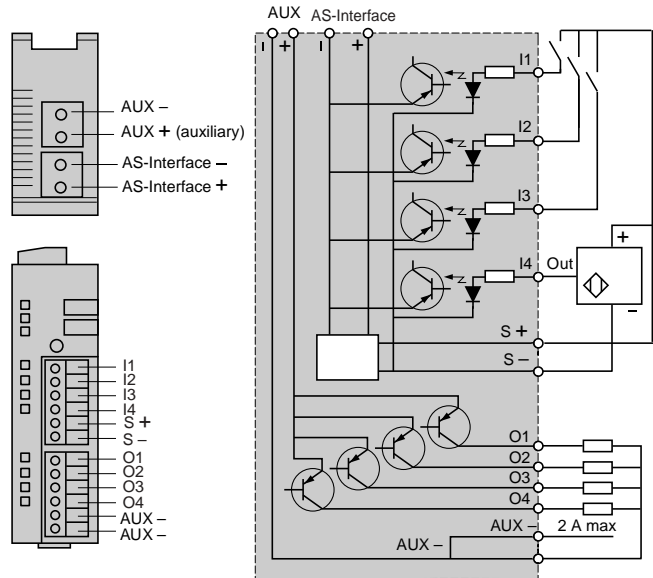 AUX –
AUX + (auxiliary)
AS-Interface –
AS-Interface +
I1
I2
I3
I4
S +
S –
O1
O2
O3
O4
AUX –
AUX –
AUX AS-Interface
– + – +
I1
I2
I3
I4 Out
+
–
S +
S –
O1
O2
O3
O4
AUX – 2 A max
AUX –